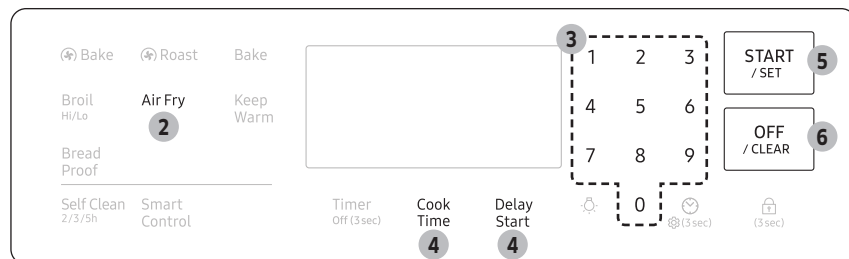 Bake Roast Bake
3
1 2 3
START
/ SET
5
Broil
Hi/Lo
Air Fry
2
Keep
Warm
4 5 6
OFF
/ CLEAR
6
Bread
Proof
7 8 9
Self Clean
2/3/5h
Smart
Control
Timer
Off (3 sec)
Cook
Time
4
Delay
Start
4
0
(3 sec)
(3 sec)